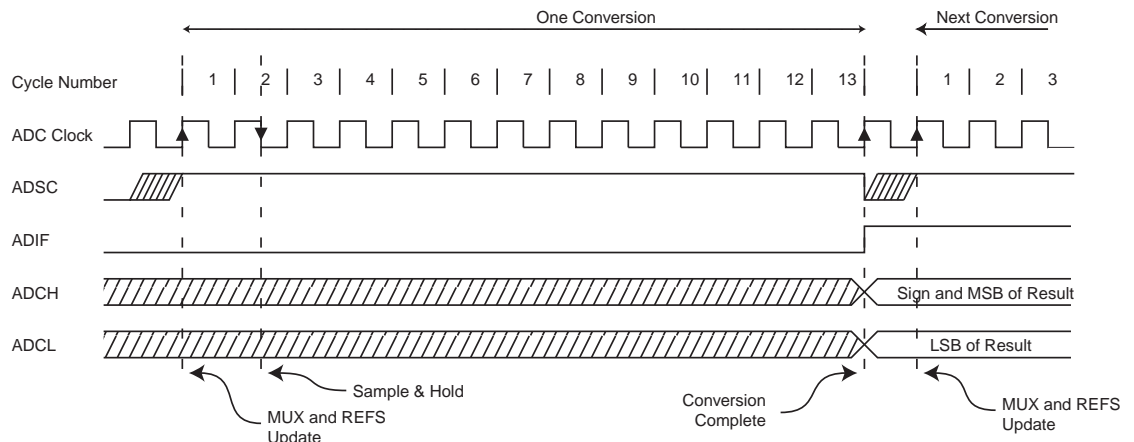 One Conversion Next Conversion
Cycle Number 1 2 3 4 5 6 7 8 9 10 11 12 13 1 2 3
ADC Clock
ADSC
ADIF
ADCH Sign and MSB of Result
ADCL LSB of Result
MUX and REFS
Update
Sample & Hold
Conversion
Complete
MUX and REFS
Update